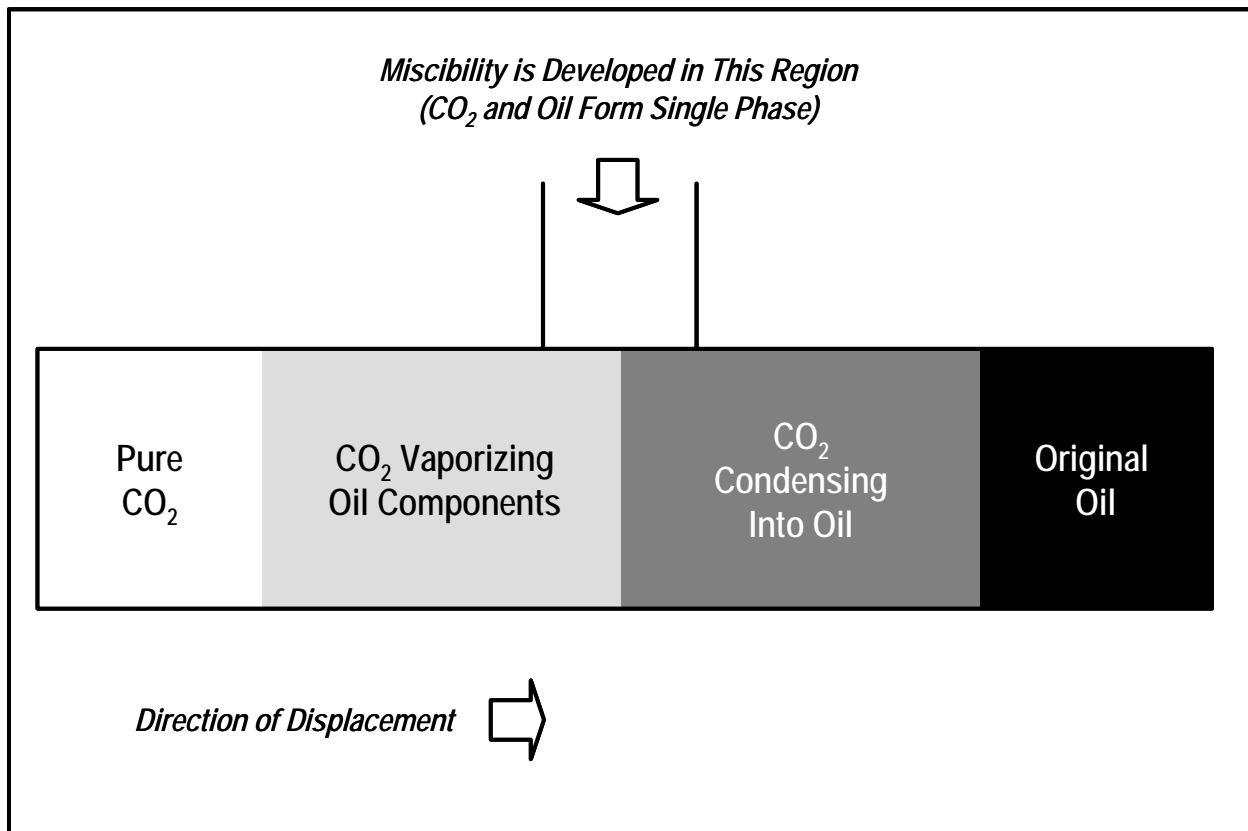 Miscibility is Developed in This Region
(CO₂ and Oil Form Single Phase)
Pure
CO₂
CO₂ Vaporizing
Oil Components
CO₂
Condensing
Into Oil
Original
Oil
Direction of Displacement